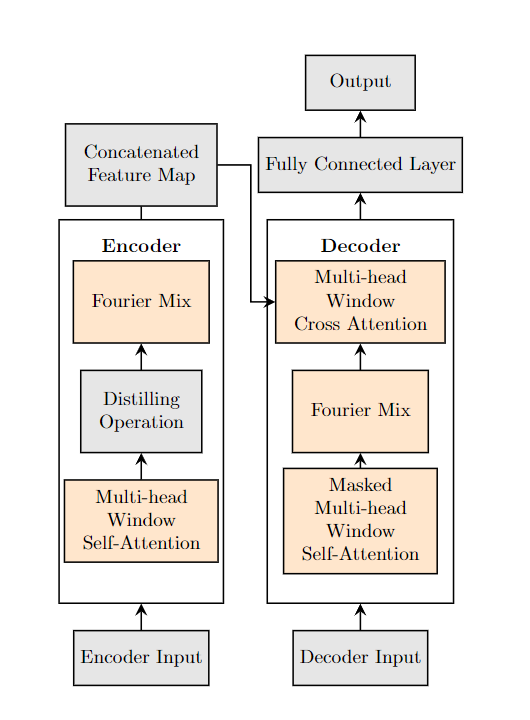 Output
Concatenated
Feature Map
Fully Connected Layer
Encoder
Fourier Mix
Distilling
Operation
Multi-head
Window
Self-Attention
Encoder Input
Decoder
Multi-head
Window
Cross Attention
Fourier Mix
Masked
Multi-head
Window
Self-Attention
Decoder Input